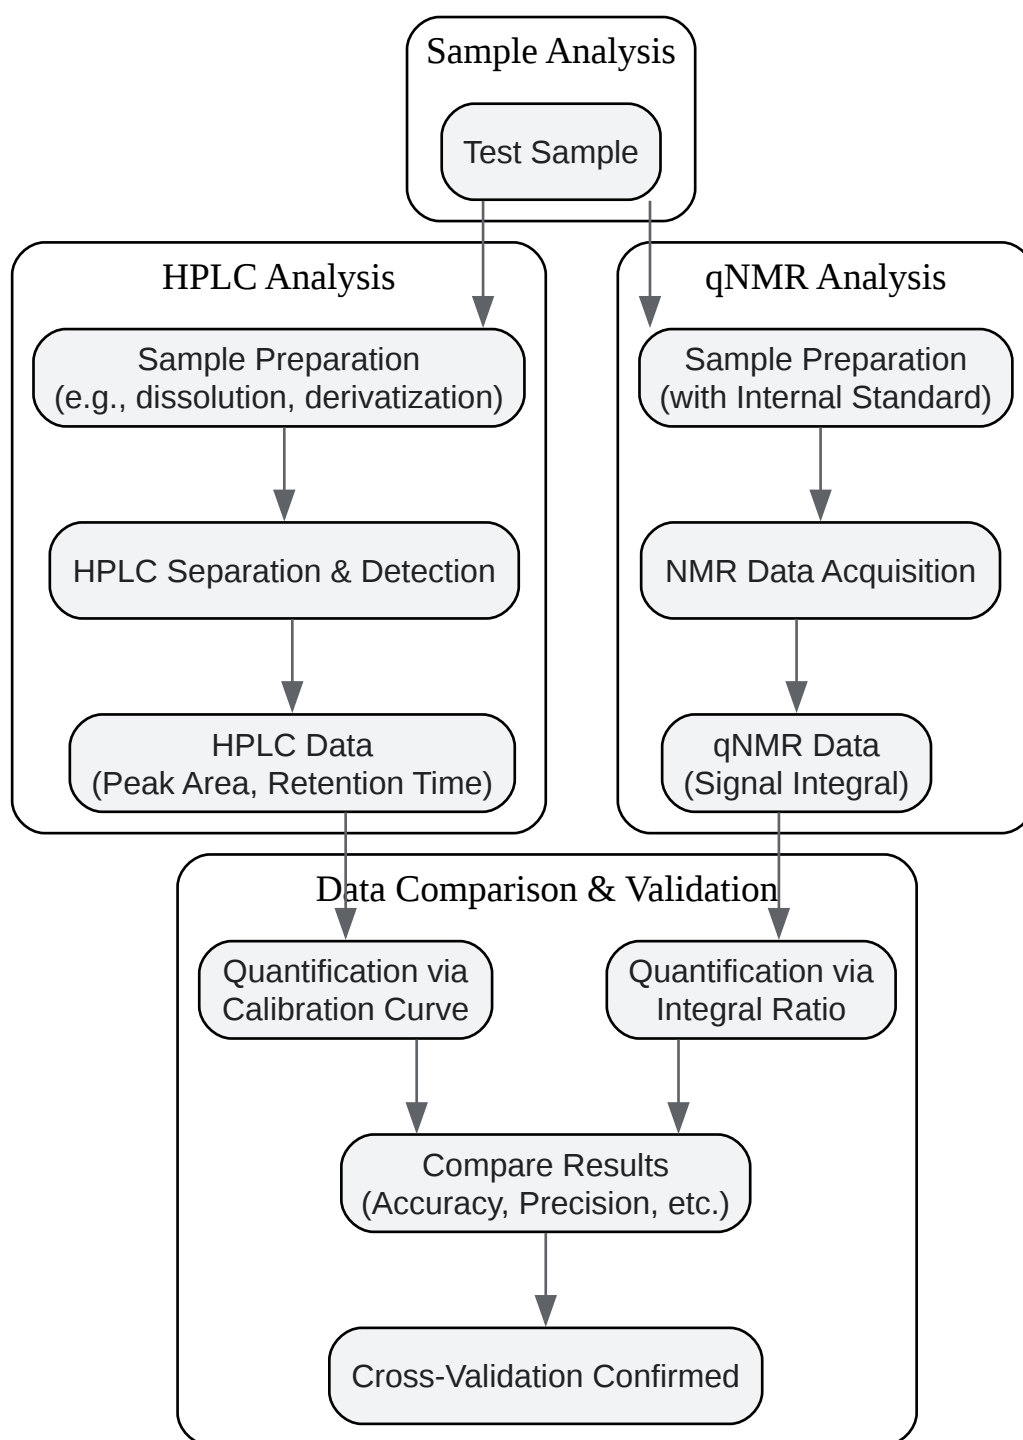 Sample Analysis
Test Sample
HPLC Analysis
Sample Preparation
(e.g., dissolution, derivatization)
HPLC Separation & Detection
HPLC Data
(Peak Area, Retention Time)
qNMR Analysis
Sample Preparation
(with Internal Standard)
NMR Data Acquisition
qNMR Data
(Signal Integral)
Data Comparison & Validation
Quantification via
Calibration Curve
Quantification via
Integral Ratio
Compare Results
(Accuracy, Precision, etc.)
Cross-Validation Confirmed